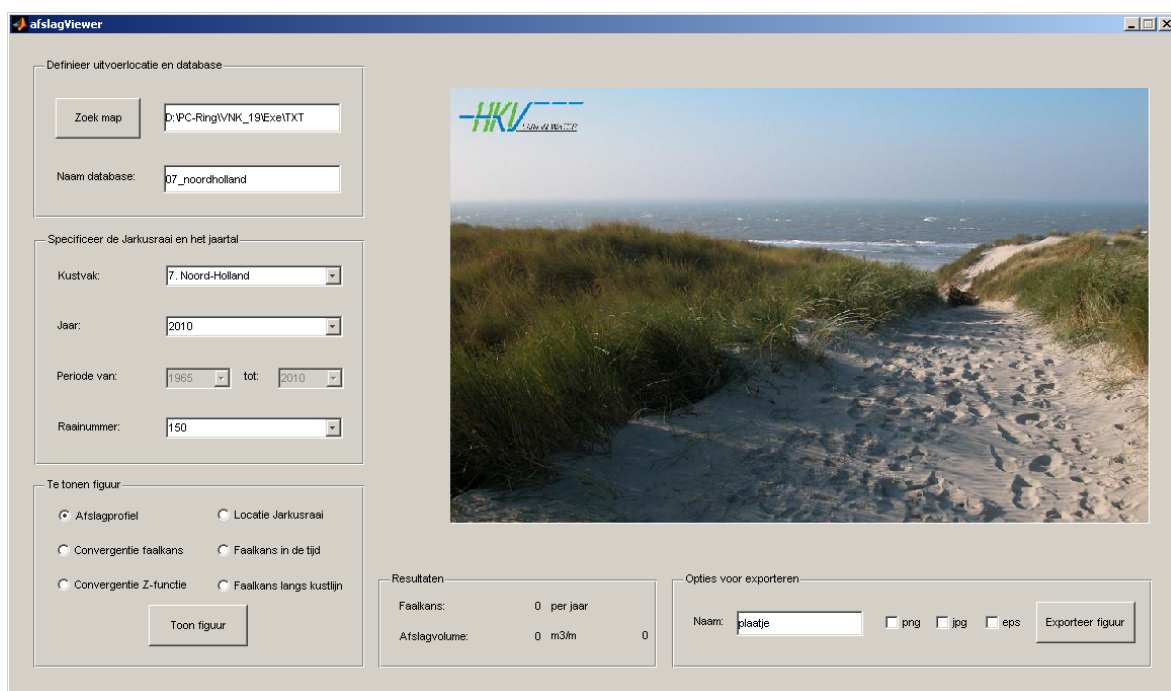 afslagViewer
Definieer uitvoerlocatie en database
Zoek map
D:\PC-Ring\VNK_19\Exe\TXT
Naam database:
07_noordholland
Specificeer de Jarkusraai en het jaartal
Kustvak:
7. Noord-Holland
Jaar:
2010
Periode van:
1965
tot:
2010
Raainummer:
150
Te tonen figuur
Afslagprofiel
Locatie Jarkusraai
Convergentie faalkans
Faalkans in de tijd
Convergentie Z-functie
Faalkans langs kustlijn
Toon figuur
HKV
LIJN IN WATER
Resultaten
Faalkans: 0 per jaar
Afslagvolume: 0 m3/m 0
Opties voor exporteren
Naam:
plaatje
png
jpg
eps
Exporteer figuur